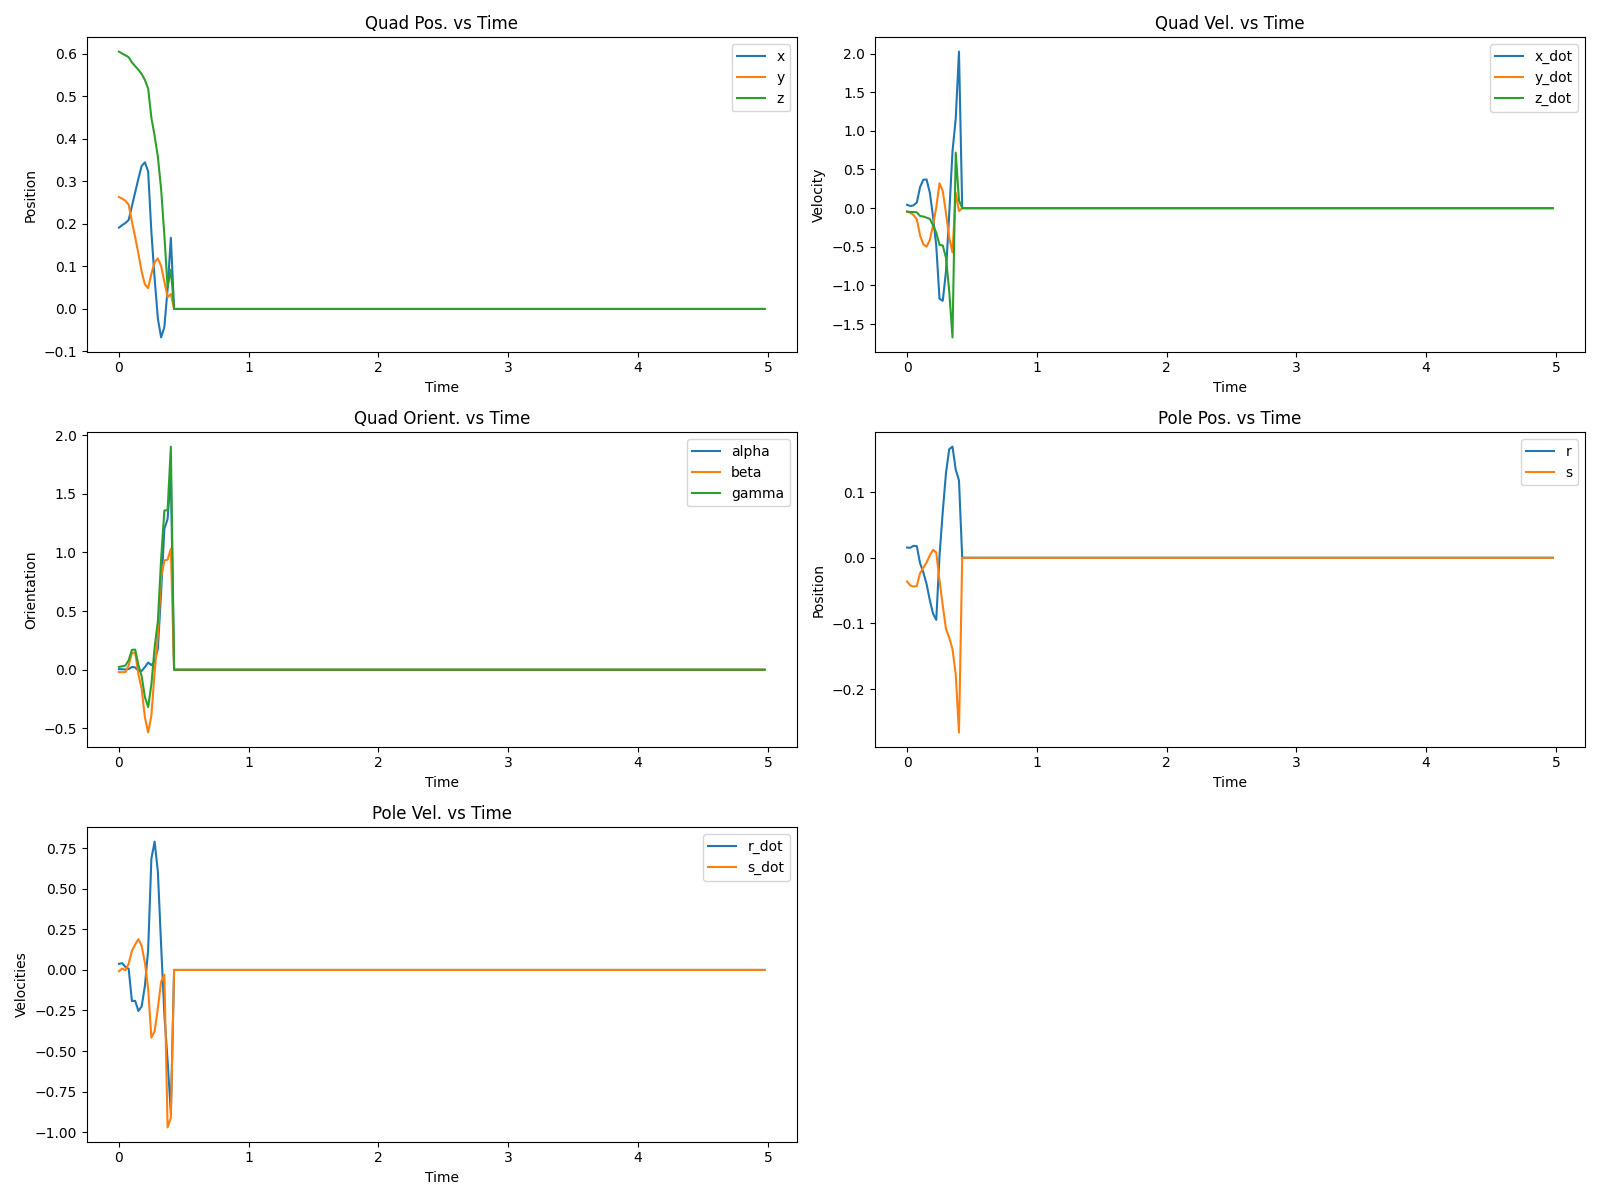 Quad Pos. vs Time
0.6
0.5
0.4
0.3
0.2
0.1
0.0
−0.1
Position
x
y
z
0 1 2 3 4 5
Time
Quad Vel. vs Time
2.0
1.5
1.0
0.5
0.0
−0.5
−1.0
−1.5
Velocity
x_dot
y_dot
z_dot
0 1 2 3 4 5
Time
Quad Orient. vs Time
2.0
1.5
1.0
0.5
0.0
−0.5
Orientation
alpha
beta
gamma
0 1 2 3 4 5
Time
Pole Pos. vs Time
0.1
0.0
−0.1
−0.2
Position
r
s
0 1 2 3 4 5
Time
Pole Vel. vs Time
0.75
0.50
0.25
0.00
−0.25
−0.50
−0.75
−1.00
Velocities
r_dot
s_dot
0 1 2 3 4 5
Time